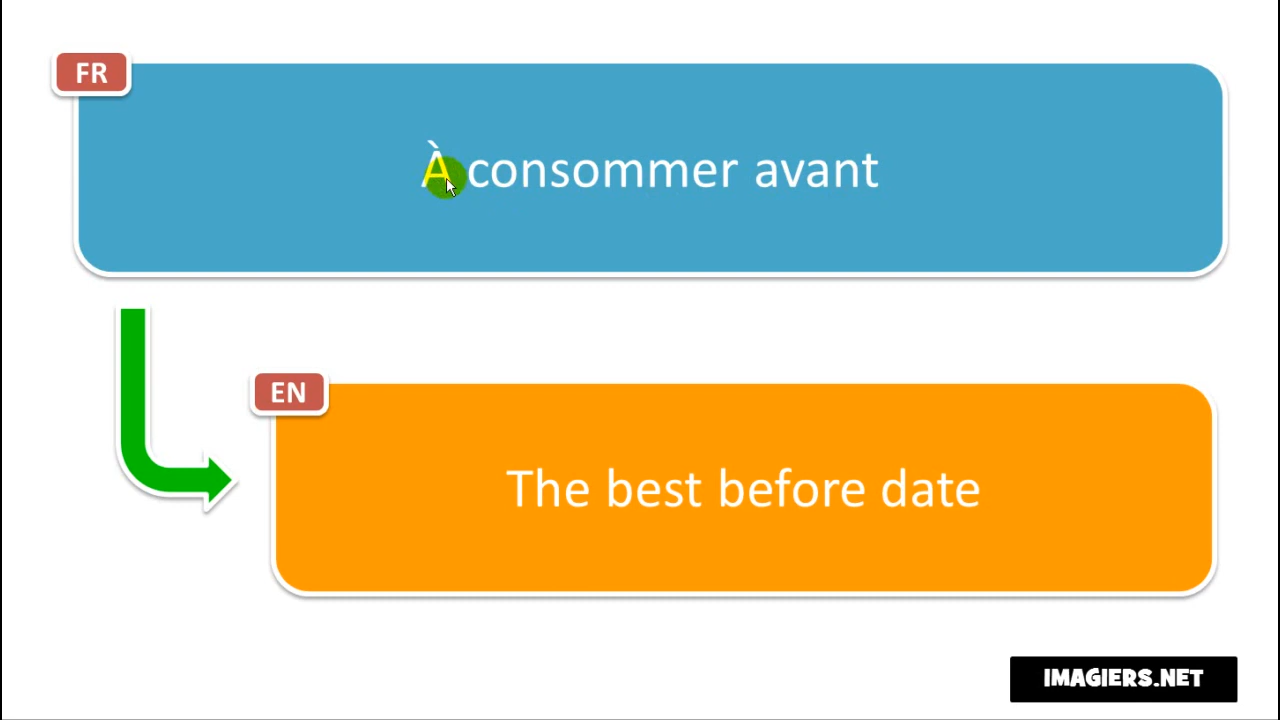 FR
À consommer avant
EN
The best before date
IMAGIERS.NET